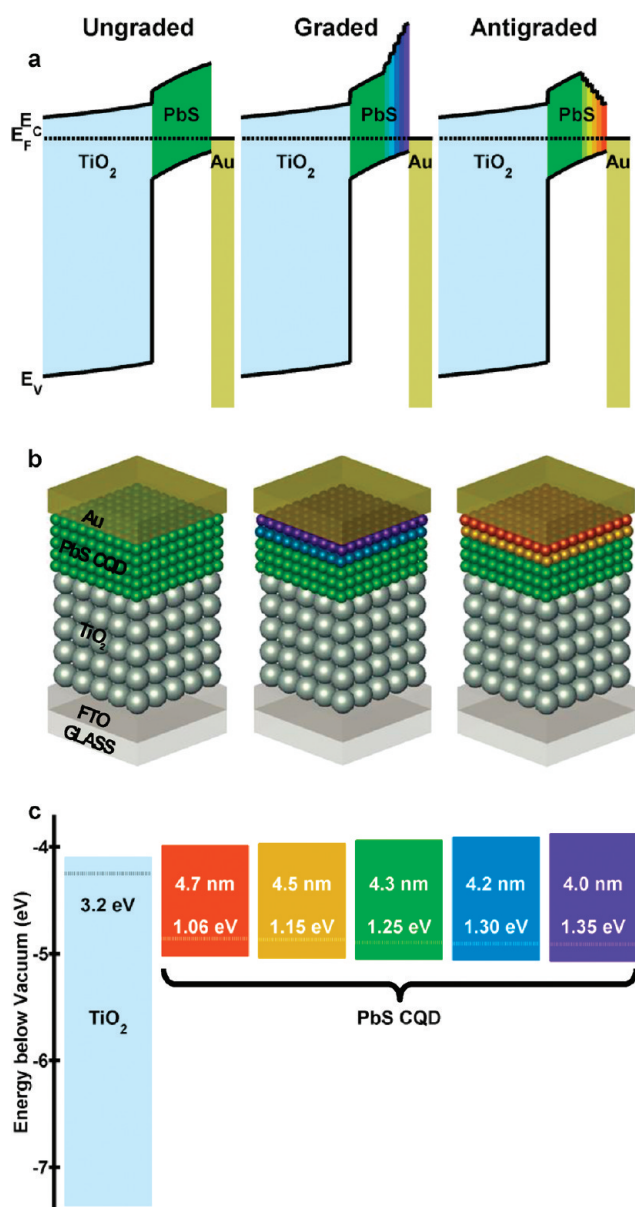 Ungraded Graded Antigraded
a
E_C
E_F
PbS PbS PbS
TiO₂ Au TiO₂ Au TiO₂ Au
E_V
b
Au
PbS CQD
TiO₂
FTO
GLASS
c
Energy below Vacuum (eV)
-4
-5
-6
-7
4.7 nm 4.5 nm 4.3 nm 4.2 nm 4.0 nm
3.2 eV 1.06 eV 1.15 eV 1.25 eV 1.30 eV 1.35 eV
TiO₂ PbS CQD